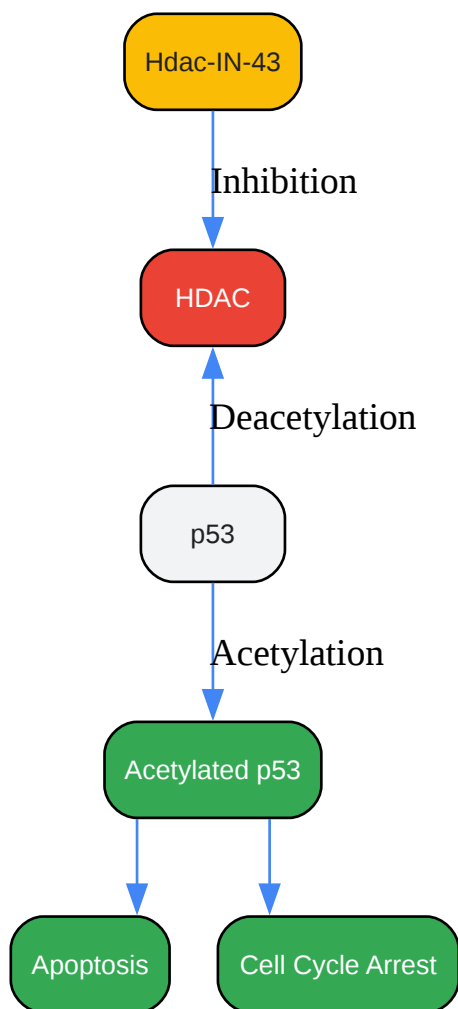 Hdac-IN-43
Inhibition
HDAC
Deacetylation
p53
Acetylation
Acetylated p53
Apoptosis
Cell Cycle Arrest